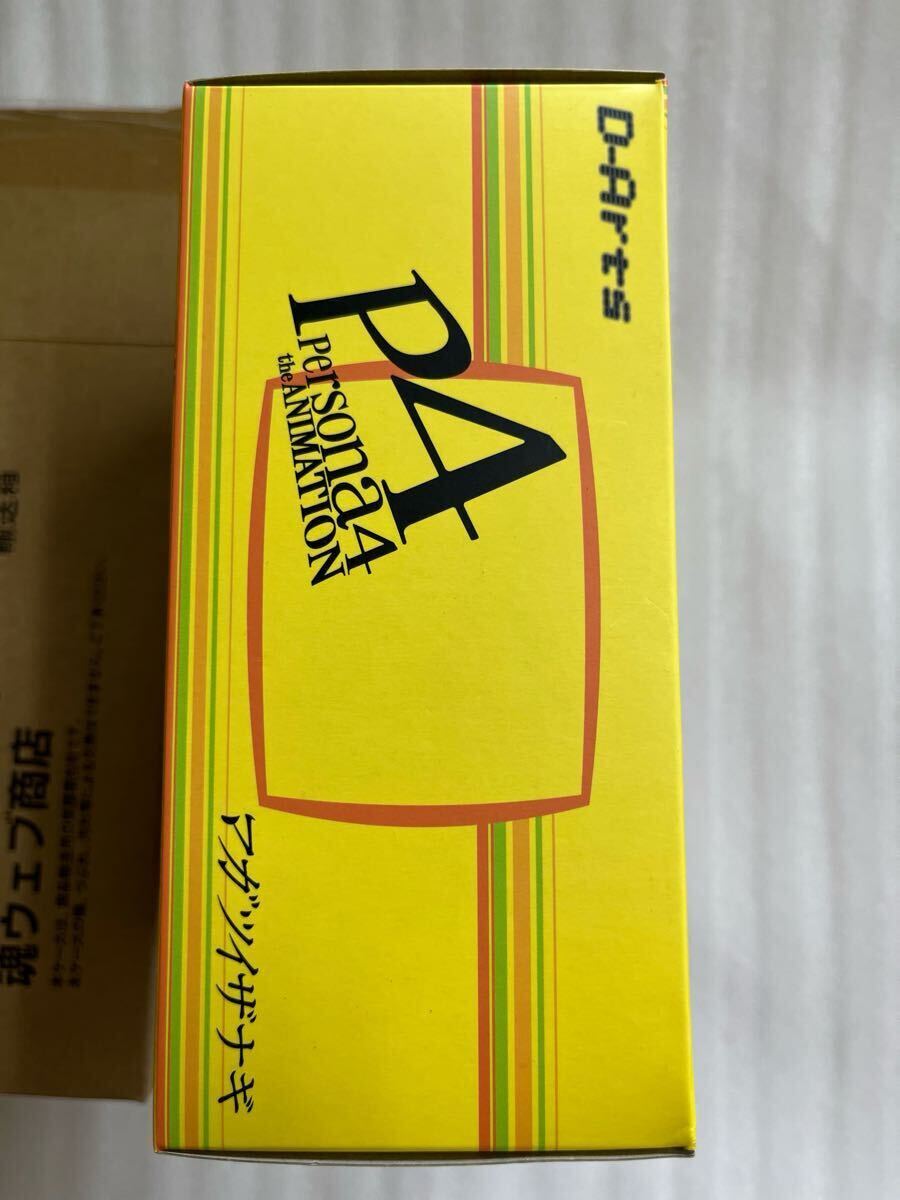 D-Arts
P4
Persona4
the ANIMATION
マガツイザナギ
輸送箱
魂ウェブ商店